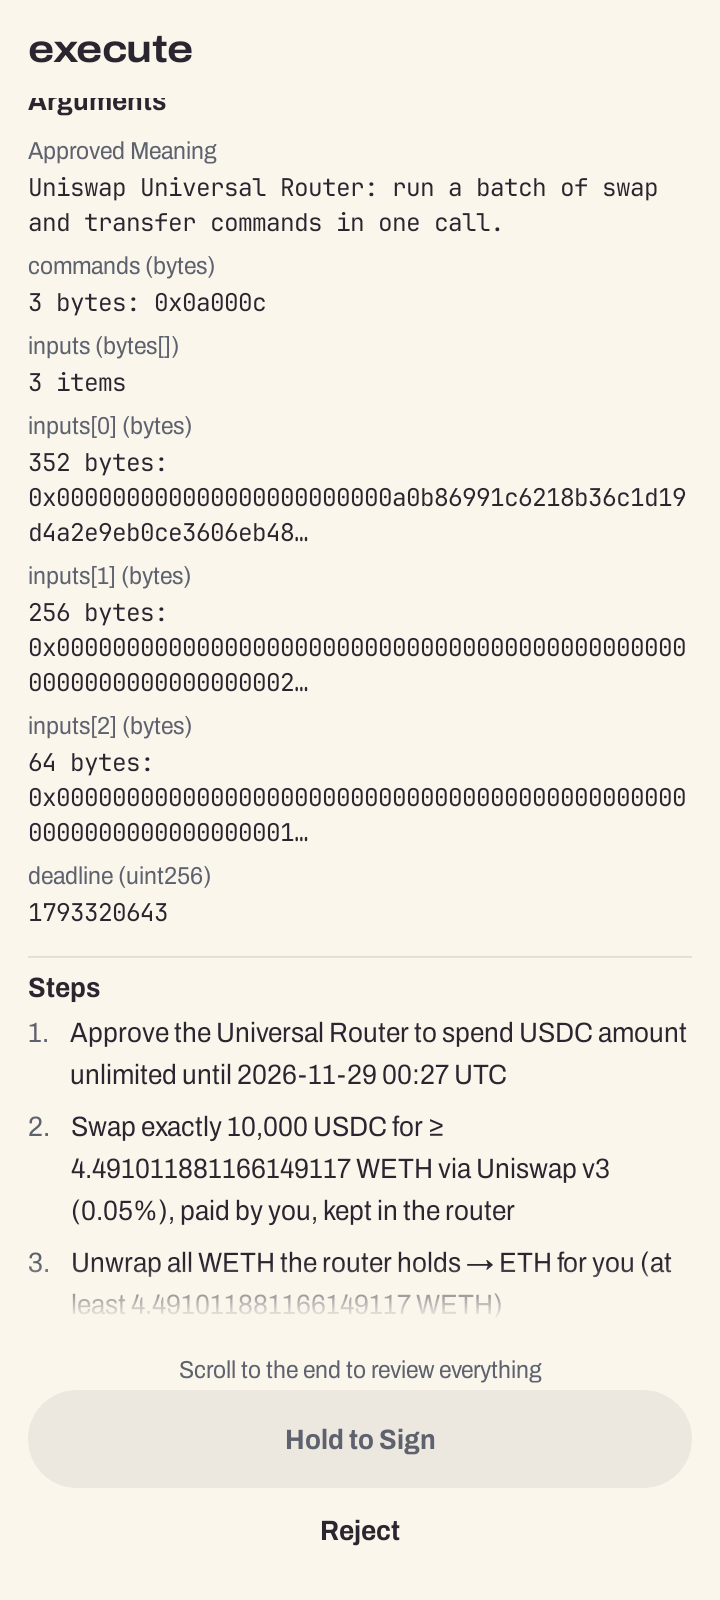 execute
Arguments
Approved Meaning
Uniswap Universal Router: run a batch of swap
and transfer commands in one call.
commands (bytes)
3 bytes: 0x0a000c
inputs (bytes[])
3 items
inputs[0] (bytes)
352 bytes:
0x000000000000000000000000a0b86991c6218b36c1d19
d4a2e9eb0ce3606eb48…
inputs[1] (bytes)
256 bytes:
0x000000000000000000000000000000000000000000000
0000000000000000002…
inputs[2] (bytes)
64 bytes:
0x000000000000000000000000000000000000000000000
0000000000000000001…
deadline (uint256)
1793320643
Steps
1. Approve the Universal Router to spend USDC amount
unlimited until 2026-11-29 00:27 UTC
2. Swap exactly 10,000 USDC for ≥
4.491011881166149117 WETH via Uniswap v3
(0.05%), paid by you, kept in the router
3. Unwrap all WETH the router holds → ETH for you (at
least 4.491011881166149117 WETH)
Scroll to the end to review everything
Hold to Sign
Reject